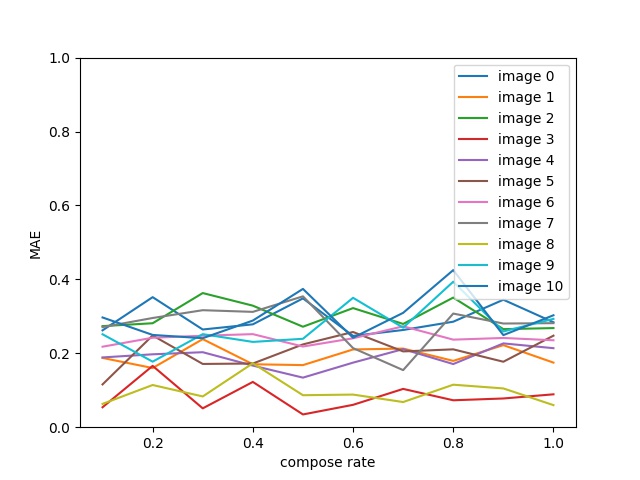 1.0
0.8
0.6
0.4
0.2
0.0
MAE
0.2
0.4
0.6
0.8
1.0
compose rate
image 0
image 1
image 2
image 3
image 4
image 5
image 6
image 7
image 8
image 9
image 10